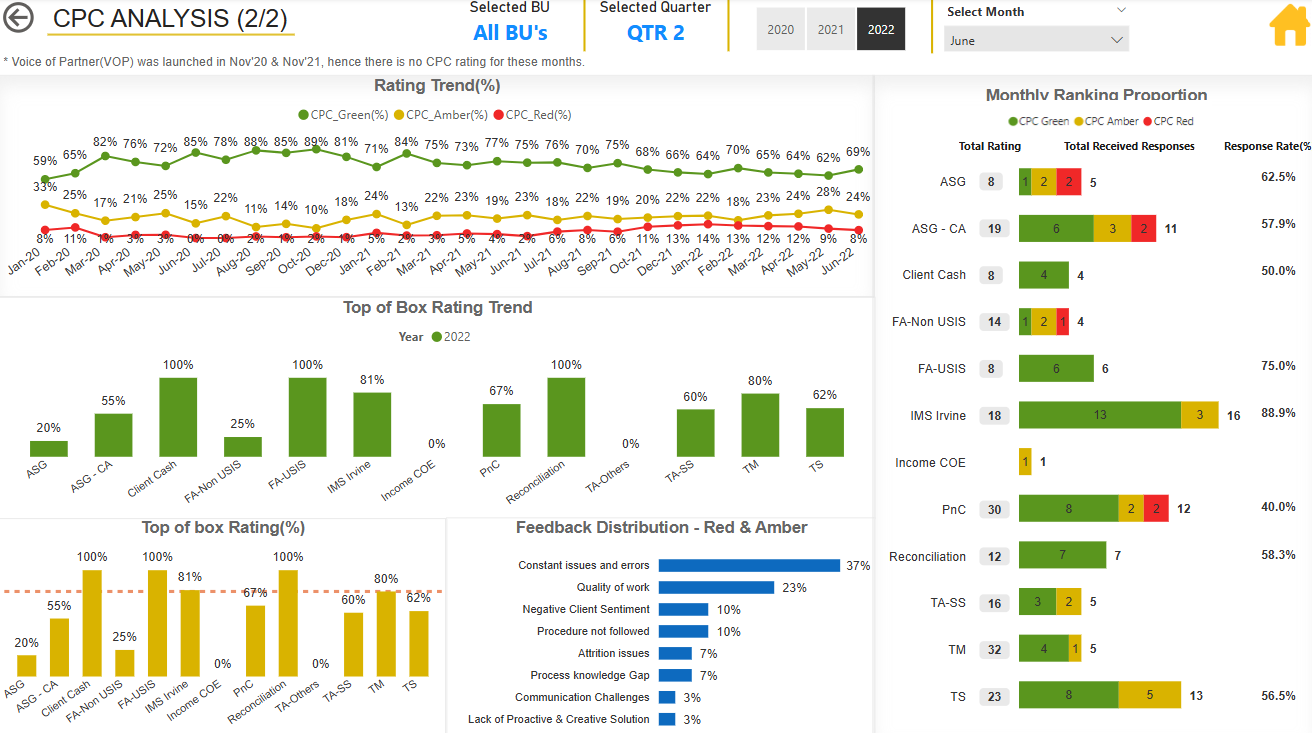 CPC ANALYSIS (2/2)
Selected BU
All BU's
Selected Quarter
QTR 2
2020 2021 2022
Select Month
June
* Voice of Partner(VOP) was launched in Nov'20 & Nov'21, hence there is no CPC rating for these months.
Rating Trend(%)
CPC_Green(%) CPC_Amber(%) CPC_Red(%)
59% 65% 82% 76% 72% 85% 78% 88% 85% 89% 81% 71% 84% 75% 73% 77% 75% 76% 70% 75% 68% 66% 64% 70% 65% 64% 62% 69%
33% 25% 17% 21% 25% 15% 22% 11% 14% 10% 18% 24% 13% 22% 23% 19% 23% 18% 22% 19% 20% 22% 22% 18% 23% 24% 28% 24%
8% 11% 1% 3% 3% 0% 0% 2% 1% 2% 1% 5% 2% 3% 5% 4% 2% 6% 8% 6% 11% 13% 14% 13% 12% 12% 9% 8%
Jan-20 Feb-20 Mar-20 Apr-20 May-20 Jun-20 Jul-20 Aug-20 Sep-20 Oct-20 Dec-20 Jan-21 Feb-21 Mar-21 Apr-21 May-21 Jun-21 Jul-21 Aug-21 Sep-21 Oct-21 Dec-21 Jan-22 Feb-22 Mar-22 Apr-22 May-22 Jun-22
Top of Box Rating Trend
Year 2022
20% 55% 100% 25% 100% 81% 0% 67% 100% 0% 60% 80% 62%
ASG ASG - CA Client Cash FA-Non USIS FA-USIS IMS Irvine Income COE PnC Reconciliation TA-Others TA-SS TM TS
Top of box Rating(%)
20% 55% 100% 25% 100% 81% 0% 67% 100% 0% 60% 80% 62%
ASG ASG - CA Client Cash FA-Non USIS FA-USIS IMS Irvine Income COE PnC Reconciliation TA-Others TA-SS TM TS
Feedback Distribution - Red & Amber
Constant issues and errors 37%
Quality of work 23%
Negative Client Sentiment 10%
Procedure not followed 10%
Attrition issues 7%
Process knowledge Gap 7%
Communication Challenges 3%
Lack of Proactive & Creative Solution 3%
Monthly Ranking Proportion
CPC Green CPC Amber CPC Red
Total Rating Total Received Responses Response Rate(%
ASG 8 1 2 2 5 62.5%
ASG - CA 19 6 3 2 11 57.9%
Client Cash 8 4 4 50.0%
FA-Non USIS 14 1 2 1 4
FA-USIS 8 6 6 75.0%
IMS Irvine 18 13 3 16 88.9%
Income COE 1 1
PnC 30 8 2 2 12 40.0%
Reconciliation 12 7 7 58.3%
TA-SS 16 3 2 5
TM 32 4 1 5
TS 23 8 5 13 56.5%